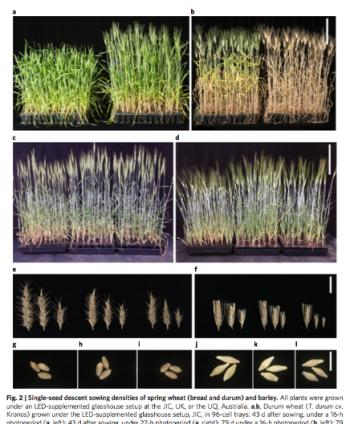 a
b
c
d
e
f
g
h
i
j
k
l
Fig. 2 | Single-seed descent sowing densities of spring wheat (bread and durum) and barley. All plants were grown
under an LED-supplemented glasshouse setup at the JIC, UK, or the UQ, Australia. a,b, Durum wheat (T. durum cv.
Kronos) grown under the LED-supplemented glasshouse setup, JIC, in 96-cell trays: 43 d after sowing, under a 16-h
photoperiod (a, left); 43 d after sowing, under 22-h photoperiod (a, right); 79 d under a 16-h photoperiod (b, left); 79